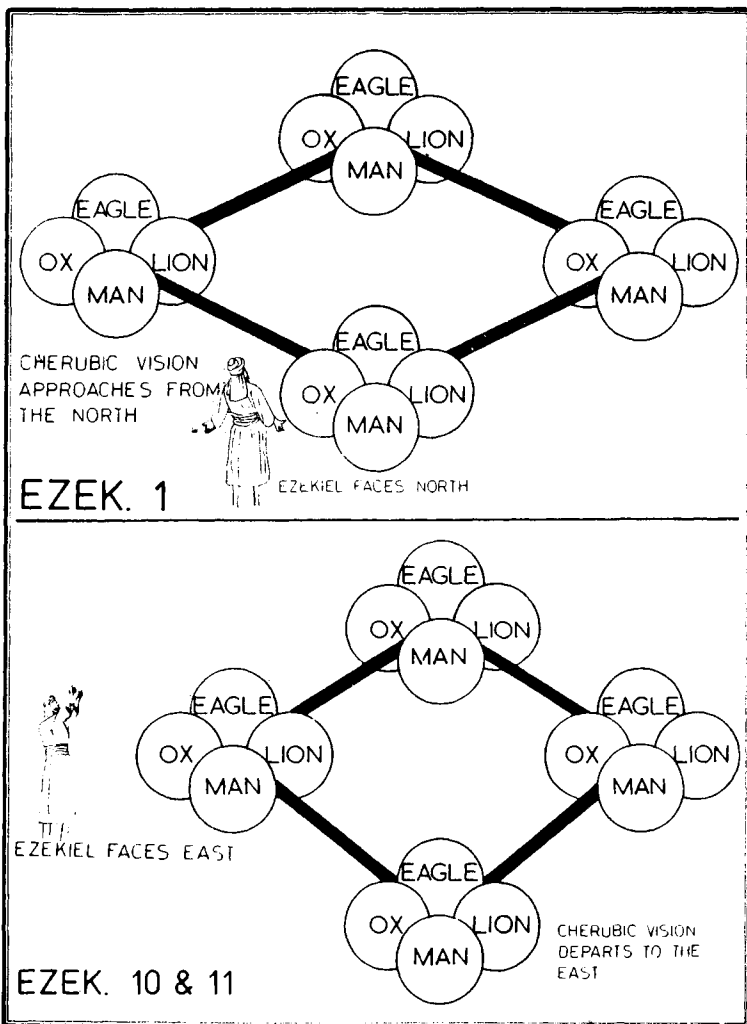 EAGLE
OX LION
MAN
EAGLE
OX LION
MAN
EAGLE
OX LION
MAN
EAGLE
OX LION
MAN
CHERUBIC VISION
APPROACHES FROM
THE NORTH
EZEKIEL FACES NORTH
EZEK. 1
EAGLE
OX LION
MAN
EAGLE
OX LION
MAN
EAGLE
OX LION
MAN
EZEKIEL FACES EAST
EAGLE
OX LION
MAN
CHERUBIC VISION
DEPARTS TO THE
EAST
EZEK. 10 & 11